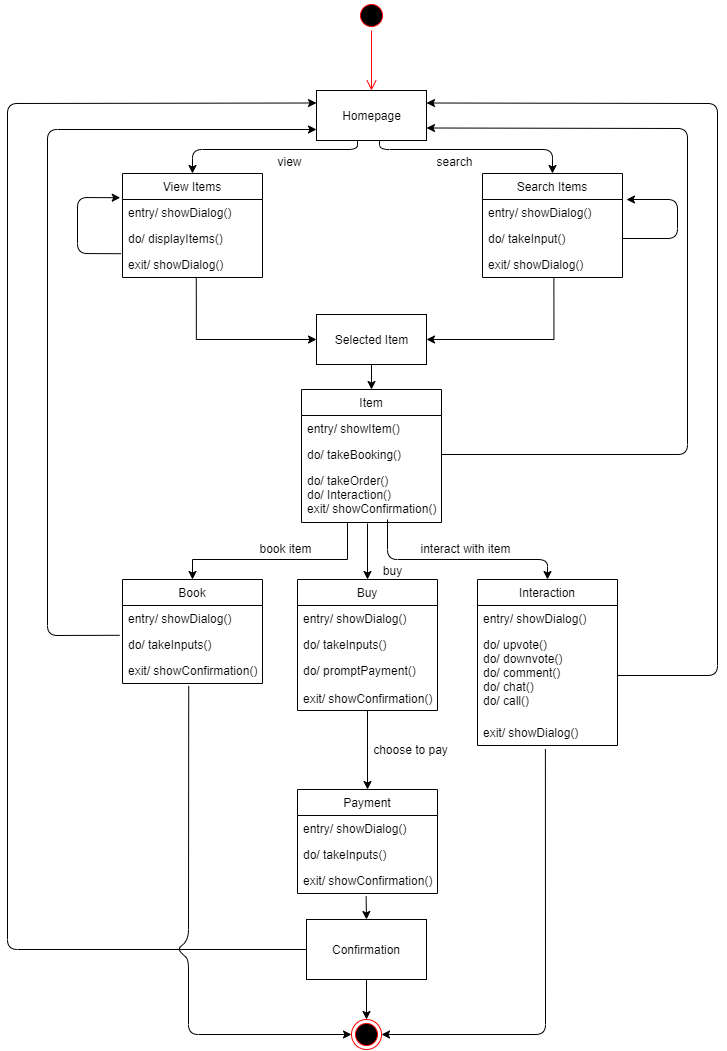 Homepage
view
search
View Items
entry/ showDialog()
do/ displayItems()
exit/ showDialog()
Search Items
entry/ showDialog()
do/ takeInput()
exit/ showDialog()
Selected Item
Item
entry/ showItem()
do/ takeBooking()
do/ takeOrder()
do/ Interaction()
exit/ showConfirmation()
book item
buy
interact with item
Book
entry/ showDialog()
do/ takeInputs()
exit/ showConfirmation()
Buy
entry/ showDialog()
do/ takeInputs()
do/ promptPayment()
exit/ showConfirmation()
Interaction
entry/ showDialog()
do/ upvote()
do/ downvote()
do/ comment()
do/ chat()
do/ call()
exit/ showDialog()
choose to pay
Payment
entry/ showDialog()
do/ takeInputs()
exit/ showConfirmation()
Confirmation